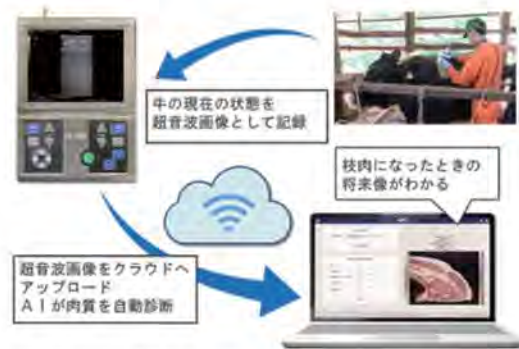 牛の現在の状態を
超音波画像として記録
枝肉になったときの
将来像がわかる
超音波画像をクラウドへ
アップロード
ＡＩが肉質を自動診断